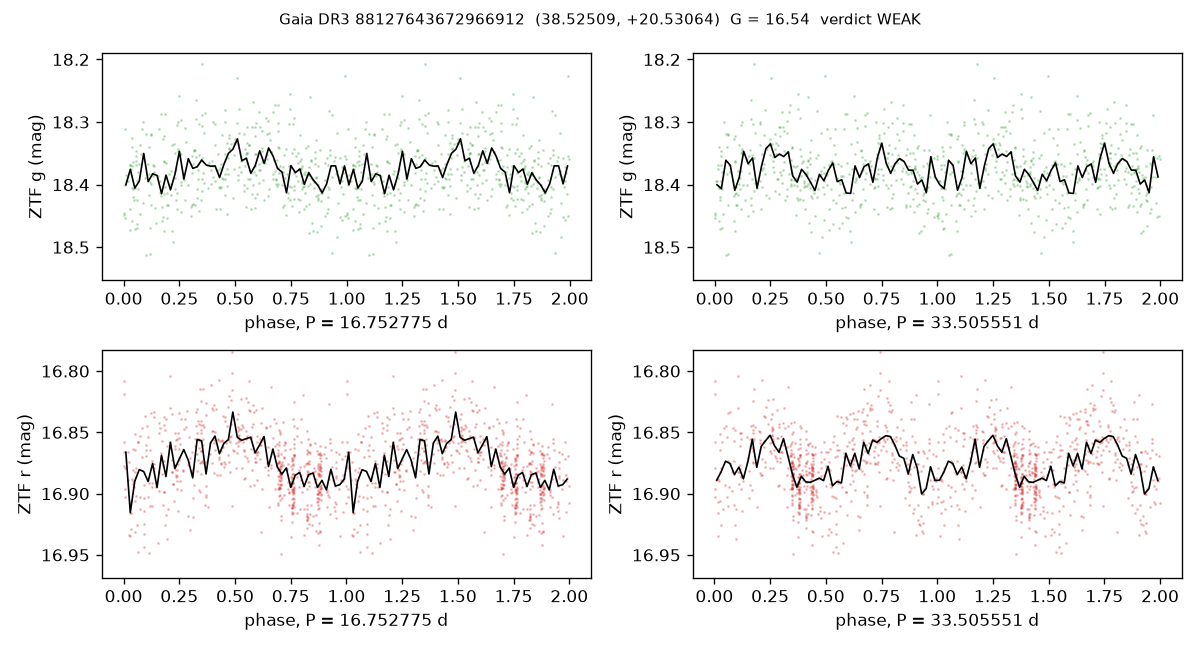 Gaia DR3 88127643672966912 (38.52509, +20.53064) G = 16.54 verdict WEAK
ZTF g (mag)
18.2
18.3
18.4
18.5
0.00 0.25 0.50 0.75 1.00 1.25 1.50 1.75 2.00
phase, P = 16.752775 d
ZTF g (mag)
18.2
18.3
18.4
18.5
0.00 0.25 0.50 0.75 1.00 1.25 1.50 1.75 2.00
phase, P = 33.505551 d
ZTF r (mag)
16.80
16.85
16.90
16.95
0.00 0.25 0.50 0.75 1.00 1.25 1.50 1.75 2.00
phase, P = 16.752775 d
ZTF r (mag)
16.80
16.85
16.90
16.95
0.00 0.25 0.50 0.75 1.00 1.25 1.50 1.75 2.00
phase, P = 33.505551 d